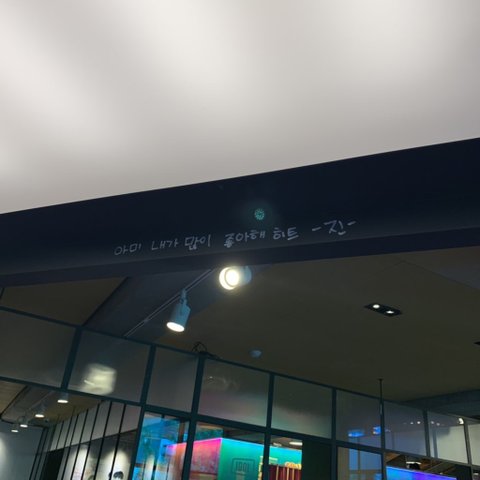 아미 내가 많이 좋아해 하트 -진-